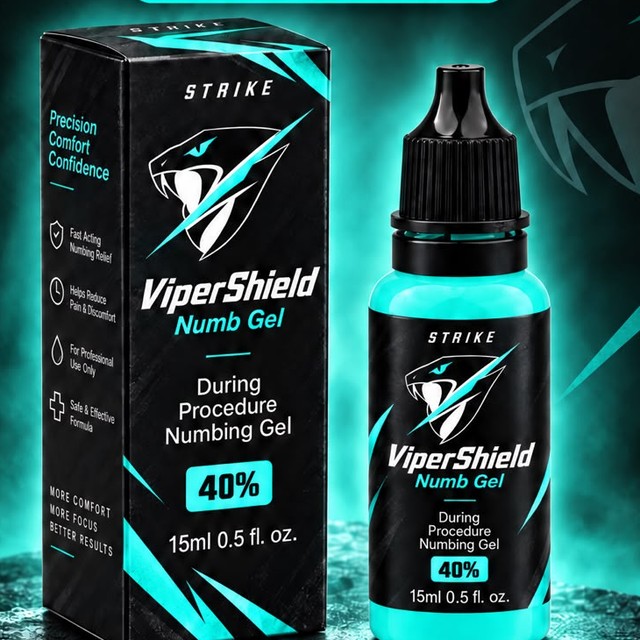 STRIKE
Precision
Comfort
Confidence
Fast Acting
Numbing Relief
Helps Reduce
Pain & Discomfort
For Professional
Use Only
Safe & Effective
Formula
MORE COMFORT
MORE FOCUS
BETTER RESULTS
STRIKE
ViperShield
Numb Gel
During
Procedure
Numbing Gel
40%
15ml 0.5 fl. oz.
STRIKE
ViperShield
Numb Gel
During
Procedure
Numbing Gel
40%
15ml 0.5 fl. oz.